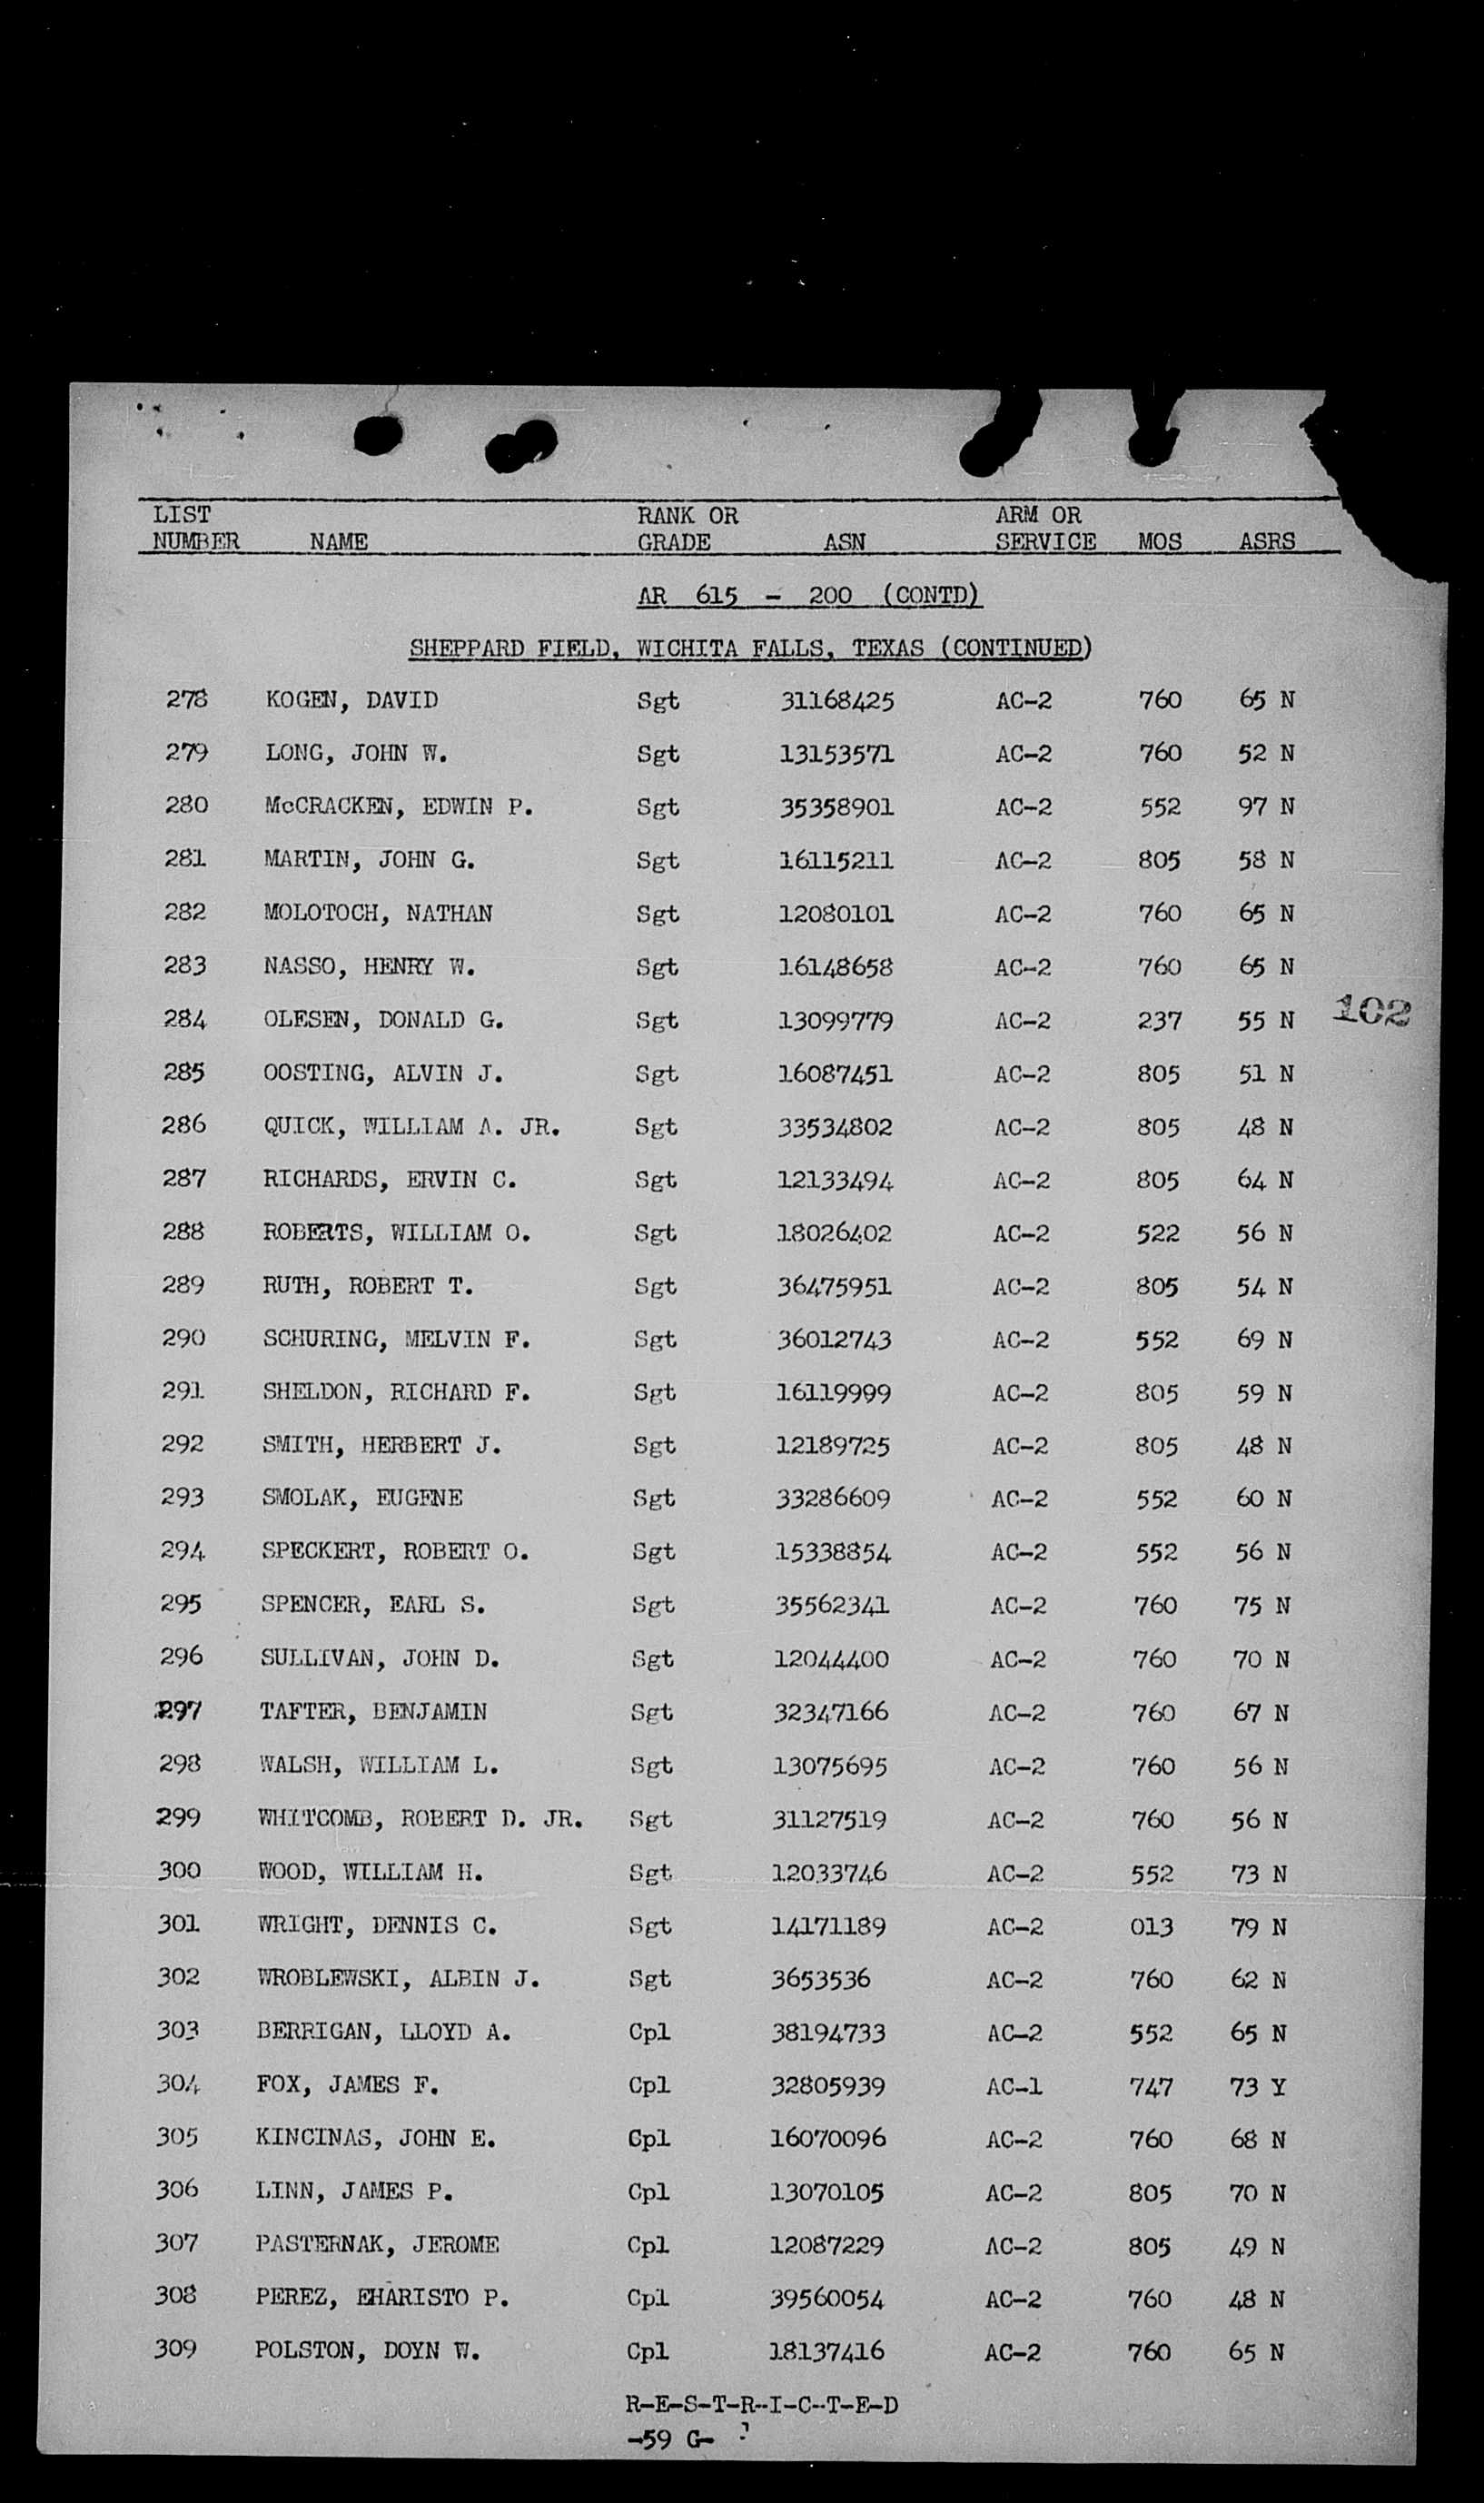 LIST RANK OR ARM OR
NUMBER NAME GRADE ASN SERVICE MOS ASRS
AR 615 - 200 (CONTD)
SHEPPARD FIELD, WICHITA FALLS, TEXAS (CONTINUED)
278 KOGEN, DAVID Sgt 31168425 AC-2 760 65 N
279 LONG, JOHN W. Sgt 13153571 AC-2 760 52 N
280 McCRACKEN, EDWIN P. Sgt 35358901 AC-2 552 97 N
281 MARTIN, JOHN G. Sgt 16115211 AC-2 805 58 N
282 MOLOTOCH, NATHAN Sgt 12080101 AC-2 760 65 N
283 NASSO, HENRY W. Sgt 16148658 AC-2 760 65 N
284 OLESEN, DONALD G. Sgt 13099779 AC-2 237 55 N 102
285 OOSTING, ALVIN J. Sgt 16087451 AC-2 805 51 N
286 QUICK, WILLIAM A. JR. Sgt 33534802 AC-2 805 48 N
287 RICHARDS, ERVIN C. Sgt 12133494 AC-2 805 64 N
288 ROBERTS, WILLIAM O. Sgt 18026402 AC-2 522 56 N
289 RUTH, ROBERT T. Sgt 36475951 AC-2 805 54 N
290 SCHURING, MELVIN F. Sgt 36012743 AC-2 552 69 N
291 SHELDON, RICHARD F. Sgt 16119999 AC-2 805 59 N
292 SMITH, HERBERT J. Sgt 12189725 AC-2 805 48 N
293 SMOLAK, EUGENE Sgt 33286609 AC-2 552 60 N
294 SPECKERT, ROBERT O. Sgt 15338854 AC-2 552 56 N
295 SPENCER, EARL S. Sgt 35562341 AC-2 760 75 N
296 SULLIVAN, JOHN D. Sgt 12044400 AC-2 760 70 N
297 TAFTER, BENJAMIN Sgt 32347166 AC-2 760 67 N
298 WALSH, WILLIAM L. Sgt 13075695 AC-2 760 56 N
299 WHITCOMB, ROBERT D. JR. Sgt 31127519 AC-2 760 56 N
300 WOOD, WILLIAM H. Sgt 12033746 AC-2 552 73 N
301 WRIGHT, DENNIS C. Sgt 14171189 AC-2 013 79 N
302 WROBLEWSKI, ALBIN J. Sgt 3653536 AC-2 760 62 N
303 BERRIGAN, LLOYD A. Cpl 38194733 AC-2 552 65 N
304 FOX, JAMES F. Cpl 32805939 AC-1 747 73 Y
305 KINCINAS, JOHN E. Cpl 16070096 AC-2 760 68 N
306 LINN, JAMES P. Cpl 13070105 AC-2 805 70 N
307 PASTERNAK, JEROME Cpl 12087229 AC-2 805 49 N
308 PEREZ, EHARISTO P. Cpl 39560054 AC-2 760 48 N
309 POLSTON, DOYN W. Cpl 18137416 AC-2 760 65 N
R-E-S-T-R-I-C-T-E-D
-59 G-